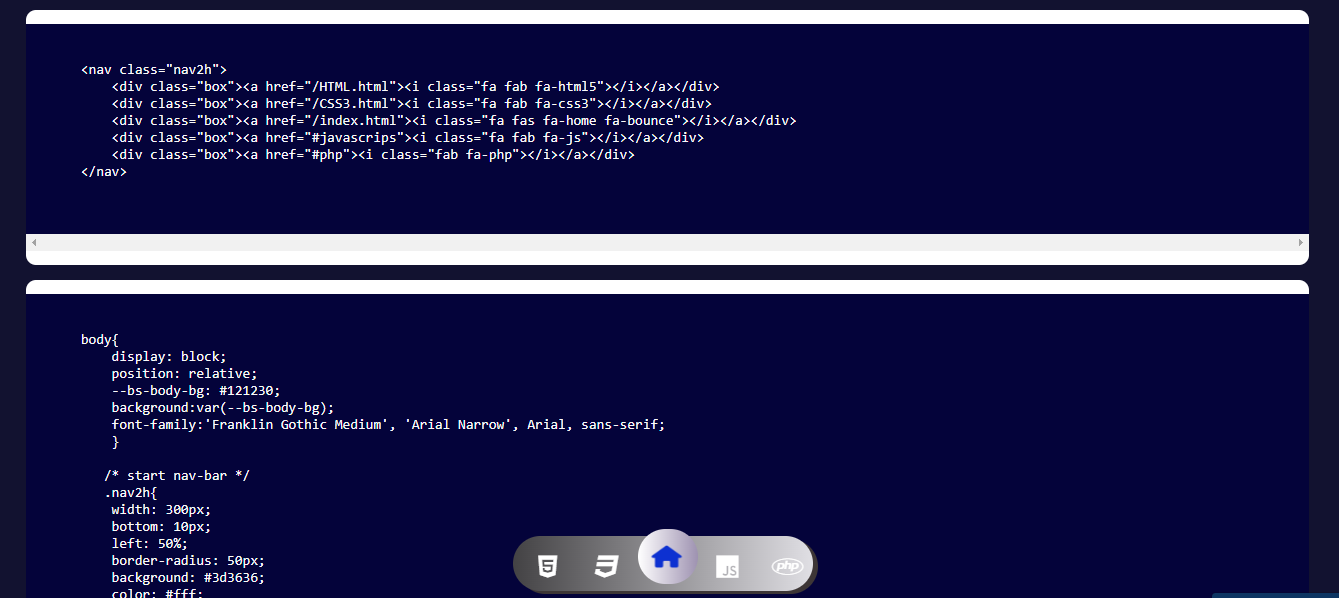 <nav class="nav2h">
    <div class="box"><a href="/HTML.html"><i class="fa fab fa-html5"></i></a></div>
    <div class="box"><a href="/CSS3.html"><i class="fa fab fa-css3"></i></a></div>
    <div class="box"><a href="/index.html"><i class="fa fas fa-home fa-bounce"></i></a></div>
    <div class="box"><a href="#javascrips"><i class="fa fab fa-js"></i></a></div>
    <div class="box"><a href="#php"><i class="fab fa-php"></i></a></div>
</nav>
body{
    display: block;
    position: relative;
    --bs-body-bg: #121230;
    background:var(--bs-body-bg);
    font-family:'Franklin Gothic Medium', 'Arial Narrow', Arial, sans-serif;
    }
   /* start nav-bar */
   .nav2h{
    width: 300px;
    bottom: 10px;
    left: 50%;
    border-radius: 50px;
    background: #3d3636;
    color: #fff;
5 JS php